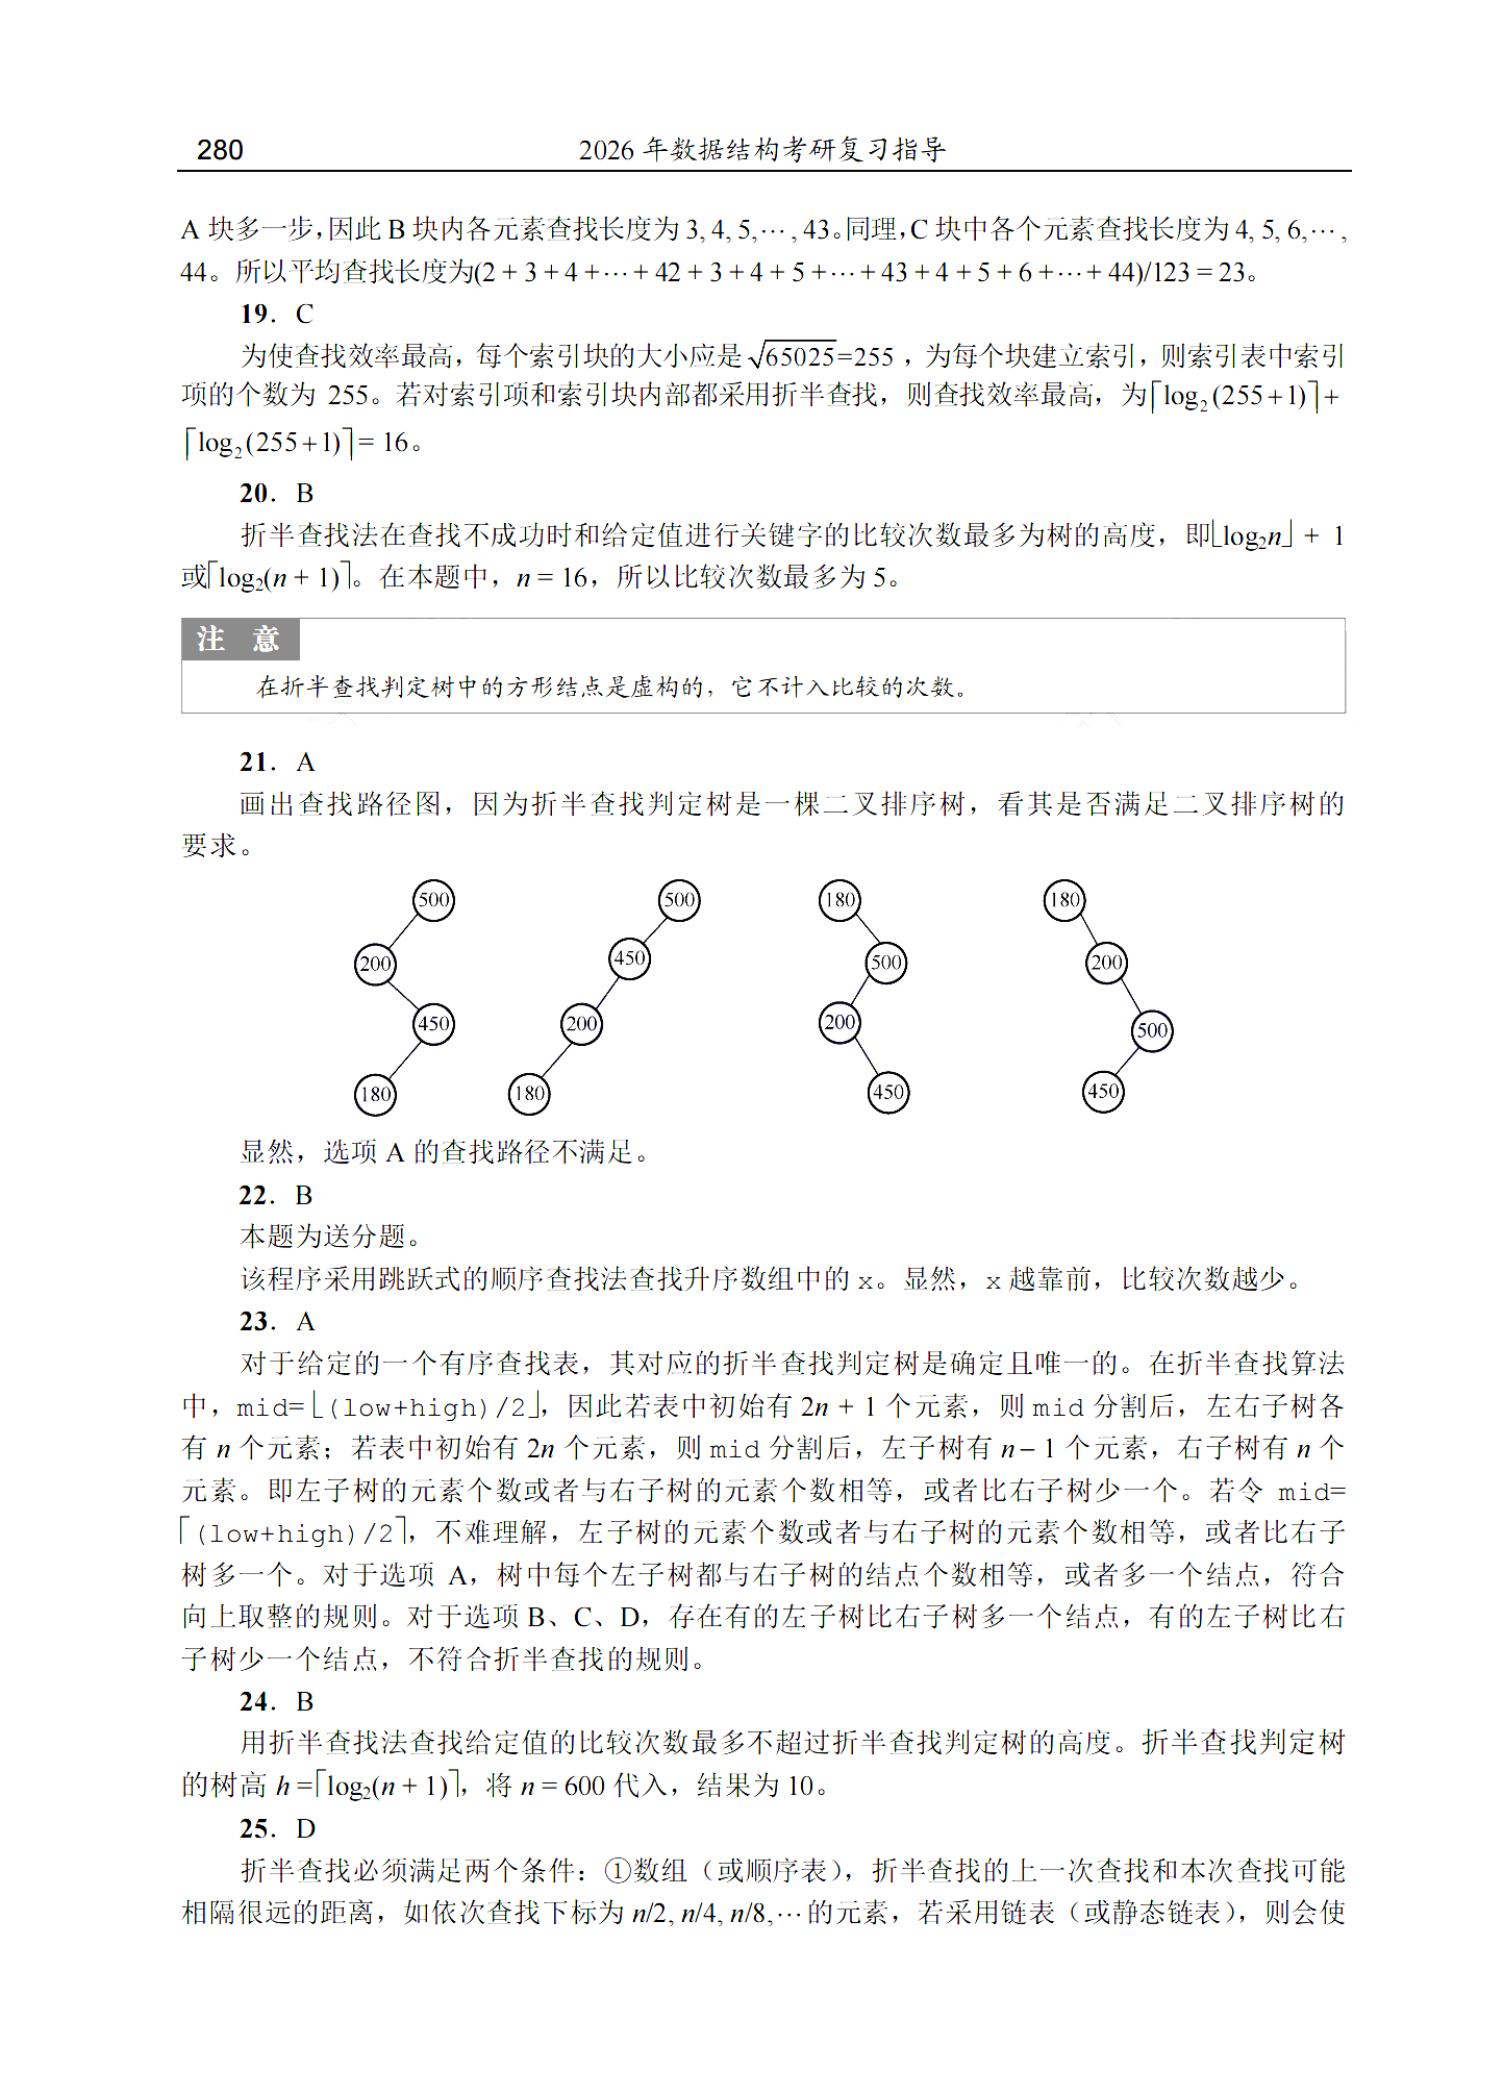 280 2026 年数据结构考研复习指导
A 块多一步，因此 B 块内各元素查找长度为 3, 4, 5,⋯, 43。同理，C 块中各个元素查找长度为 4, 5, 6,⋯,
44。所以平均查找长度为(2 + 3 + 4 +⋯+ 42 + 3 + 4 + 5 +⋯+ 43 + 4 + 5 + 6 +⋯+ 44)/123 = 23。
19. C
为使查找效率最高，每个索引块的大小应是 √65025=255 ，为每个块建立索引，则索引表中索引
项的个数为 255。若对索引项和索引块内部都采用折半查找，则查找效率最高，为⌈log₂(255+1)⌉+
⌈log₂(255+1)⌉= 16。
20. B
折半查找法在查找不成功时和给定值进行关键字的比较次数最多为树的高度，即⌊log₂n⌋ + 1
或⌈log₂(n + 1)⌉。在本题中，n = 16，所以比较次数最多为 5。
注 意
在折半查找判定树中的方形结点是虚构的，它不计入比较的次数。
21. A
画出查找路径图，因为折半查找判定树是一棵二叉排序树，看其是否满足二叉排序树的
要求。
500 500 180 180
200 450 500 200
450 200 200 500
180 180 450 450
显然，选项 A 的查找路径不满足。
22. B
本题为送分题。
该程序采用跳跃式的顺序查找法查找升序数组中的 x。显然，x 越靠前，比较次数越少。
23. A
对于给定的一个有序查找表，其对应的折半查找判定树是确定且唯一的。在折半查找算法
中，mid=⌊(low+high)/2⌋，因此若表中初始有 2n + 1 个元素，则 mid 分割后，左右子树各
有 n 个元素；若表中初始有 2n 个元素，则 mid 分割后，左子树有 n – 1 个元素，右子树有 n 个
元素。即左子树的元素个数或者与右子树的元素个数相等，或者比右子树少一个。若令 mid=
⌈(low+high)/2⌉，不难理解，左子树的元素个数或者与右子树的元素个数相等，或者比右子
树多一个。对于选项 A，树中每个左子树都与右子树的结点个数相等，或者多一个结点，符合
向上取整的规则。对于选项 B、C、D，存在有的左子树比右子树多一个结点，有的左子树比右
子树少一个结点，不符合折半查找的规则。
24. B
用折半查找法查找给定值的比较次数最多不超过折半查找判定树的高度。折半查找判定树
的树高 h =⌈log₂(n + 1)⌉，将 n = 600 代入，结果为 10。
25. D
折半查找必须满足两个条件：①数组（或顺序表），折半查找的上一次查找和本次查找可能
相隔很远的距离，如依次查找下标为 n/2, n/4, n/8,⋯ 的元素，若采用链表（或静态链表），则会使